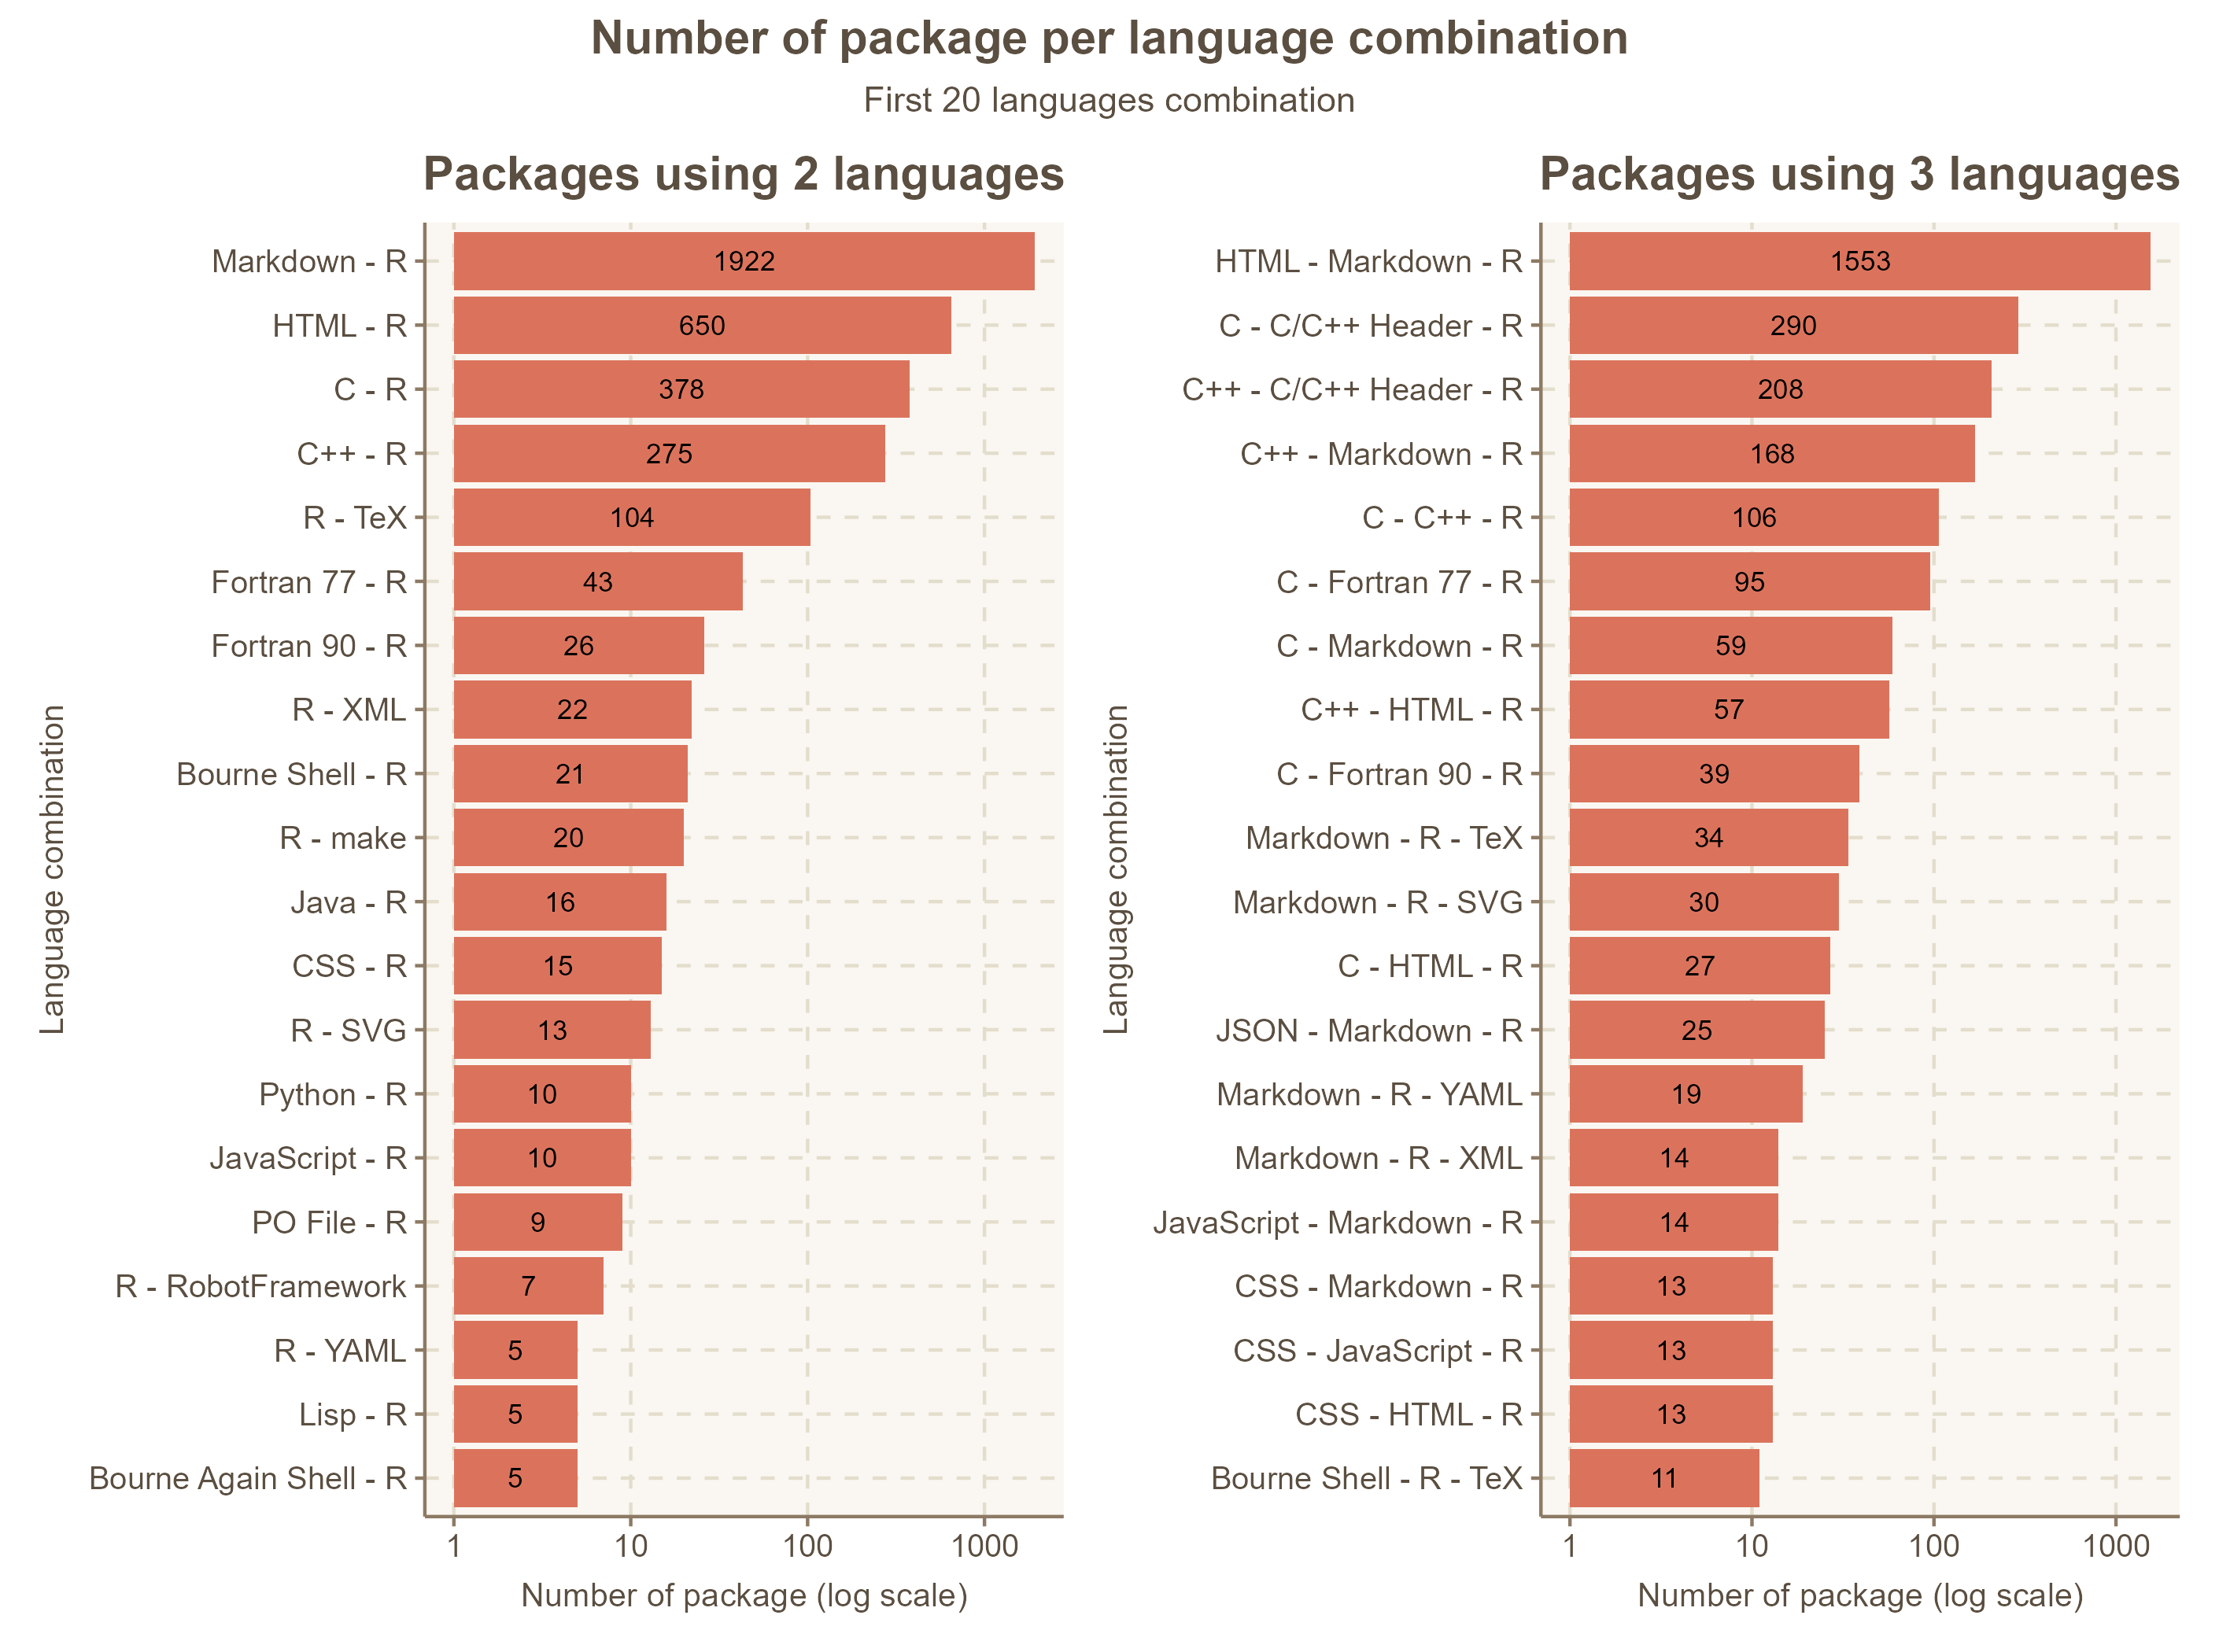 Number of package per language combination
First 20 languages combination
Packages using 2 languages
Language combination
Markdown - R 1922
HTML - R 650
C - R 378
C++ - R 275
R - TeX 104
Fortran 77 - R 43
Fortran 90 - R 26
R - XML 22
Bourne Shell - R 21
R - make 20
Java - R 16
CSS - R 15
R - SVG 13
Python - R 10
JavaScript - R 10
PO File - R 9
R - RobotFramework 7
R - YAML 5
Lisp - R 5
Bourne Again Shell - R 5
1 10 100 1000
Number of package (log scale)
Packages using 3 languages
Language combination
HTML - Markdown - R 1553
C - C/C++ Header - R 290
C++ - C/C++ Header - R 208
C++ - Markdown - R 168
C - C++ - R 106
C - Fortran 77 - R 95
C - Markdown - R 59
C++ - HTML - R 57
C - Fortran 90 - R 39
Markdown - R - TeX 34
Markdown - R - SVG 30
C - HTML - R 27
JSON - Markdown - R 25
Markdown - R - YAML 19
Markdown - R - XML 14
JavaScript - Markdown - R 14
CSS - Markdown - R 13
CSS - JavaScript - R 13
CSS - HTML - R 13
Bourne Shell - R - TeX 11
1 10 100 1000
Number of package (log scale)